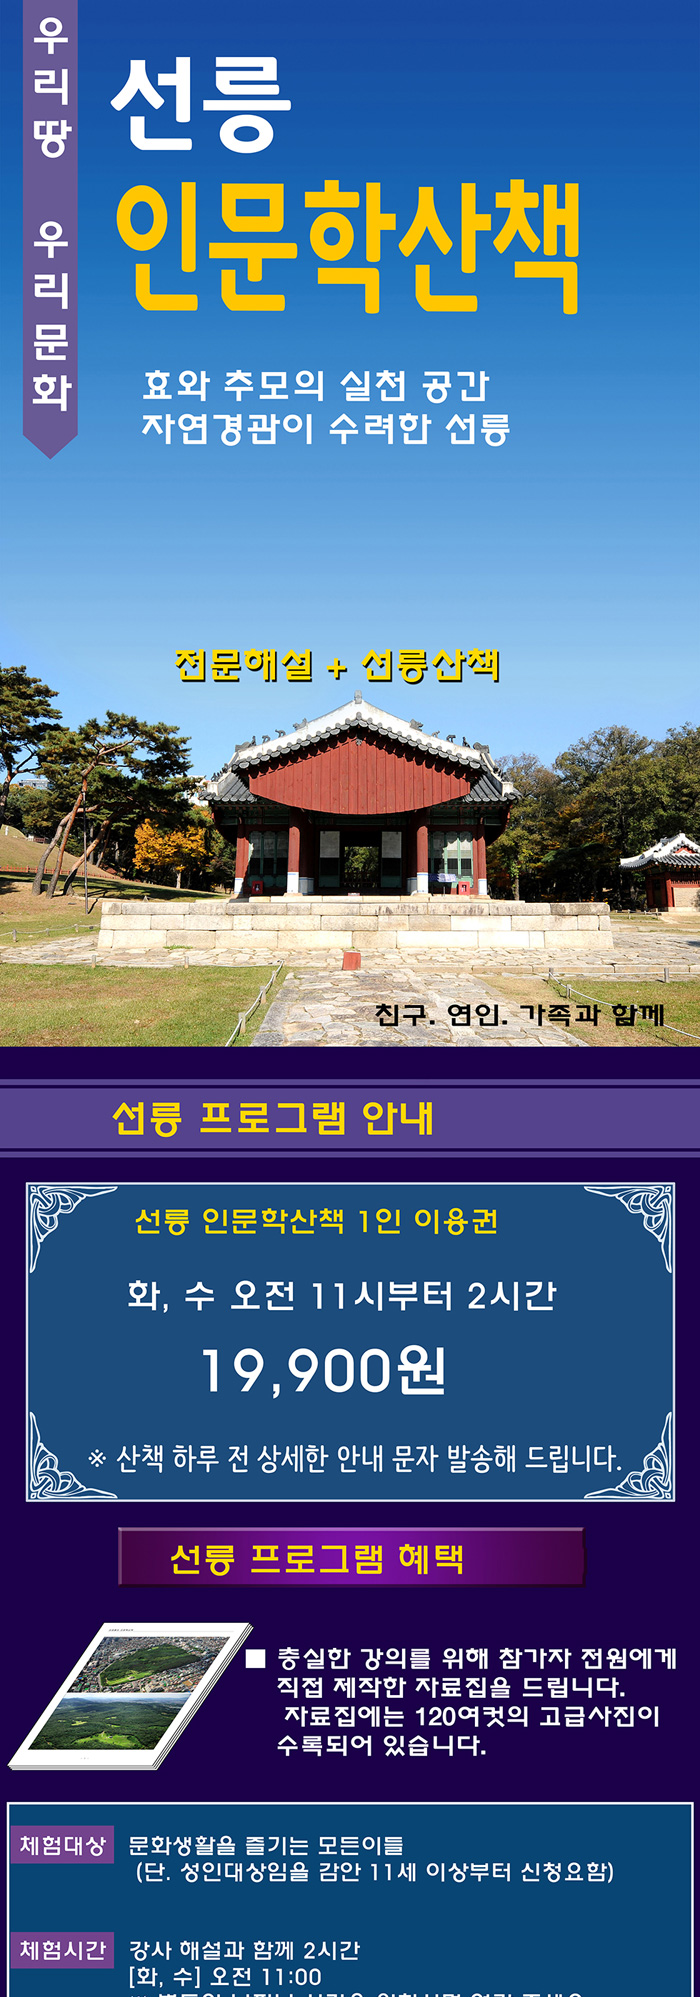 우리땅 우리문화
선릉
인문학산책
효와 추모의 실천 공간
자연경관이 수려한 선릉
전문해설 + 선릉산책
친구. 연인. 가족과 함께
선릉 프로그램 안내
선릉 인문학산책 1인 이용권
화, 수 오전 11시부터 2시간
19,900원
※ 산책 하루 전 상세한 안내 문자 발송해 드립니다.
선릉 프로그램 혜택
■ 충실한 강의를 위해 참가자 전원에게
직접 제작한 자료집을 드립니다.
자료집에는 120여컷의 고급사진이
수록되어 있습니다.
체험대상 문화생활을 즐기는 모든이들
(단. 성인대상임을 감안 11세 이상부터 신청요함)
체험시간 강사 해설과 함께 2시간
[화, 수] 오전 11:00